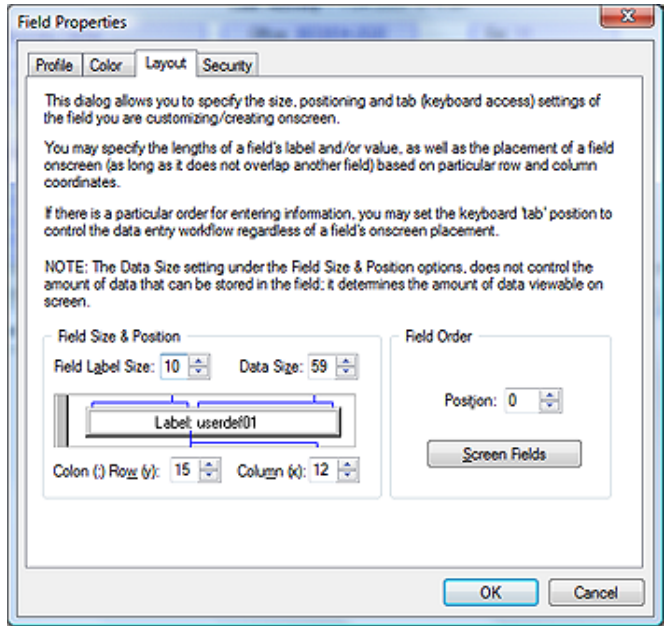 Field Properties
Profile Color Layout Security
This dialog allows you to specify the size, positioning and tab (keyboard access) settings of
the field you are customizing/creating onscreen.
You may specify the lengths of a field's label and/or value, as well as the placement of a field
onscreen (as long as it does not overlap another field) based on particular row and column
coordinates.
If there is a particular order for entering information, you may set the keyboard 'tab' position to
control the data entry workflow regardless of a field's onscreen placement.
NOTE: The Data Size setting under the Field Size & Position options, does not control the
amount of data that can be stored in the field; it determines the amount of data viewable on
screen.
Field Size & Position
Field Label Size: 10 Data Size: 59
Label: userdef01
Colon (:) Row (y): 15 Column (x): 12
Field Order
Position: 0
Screen Fields
OK Cancel